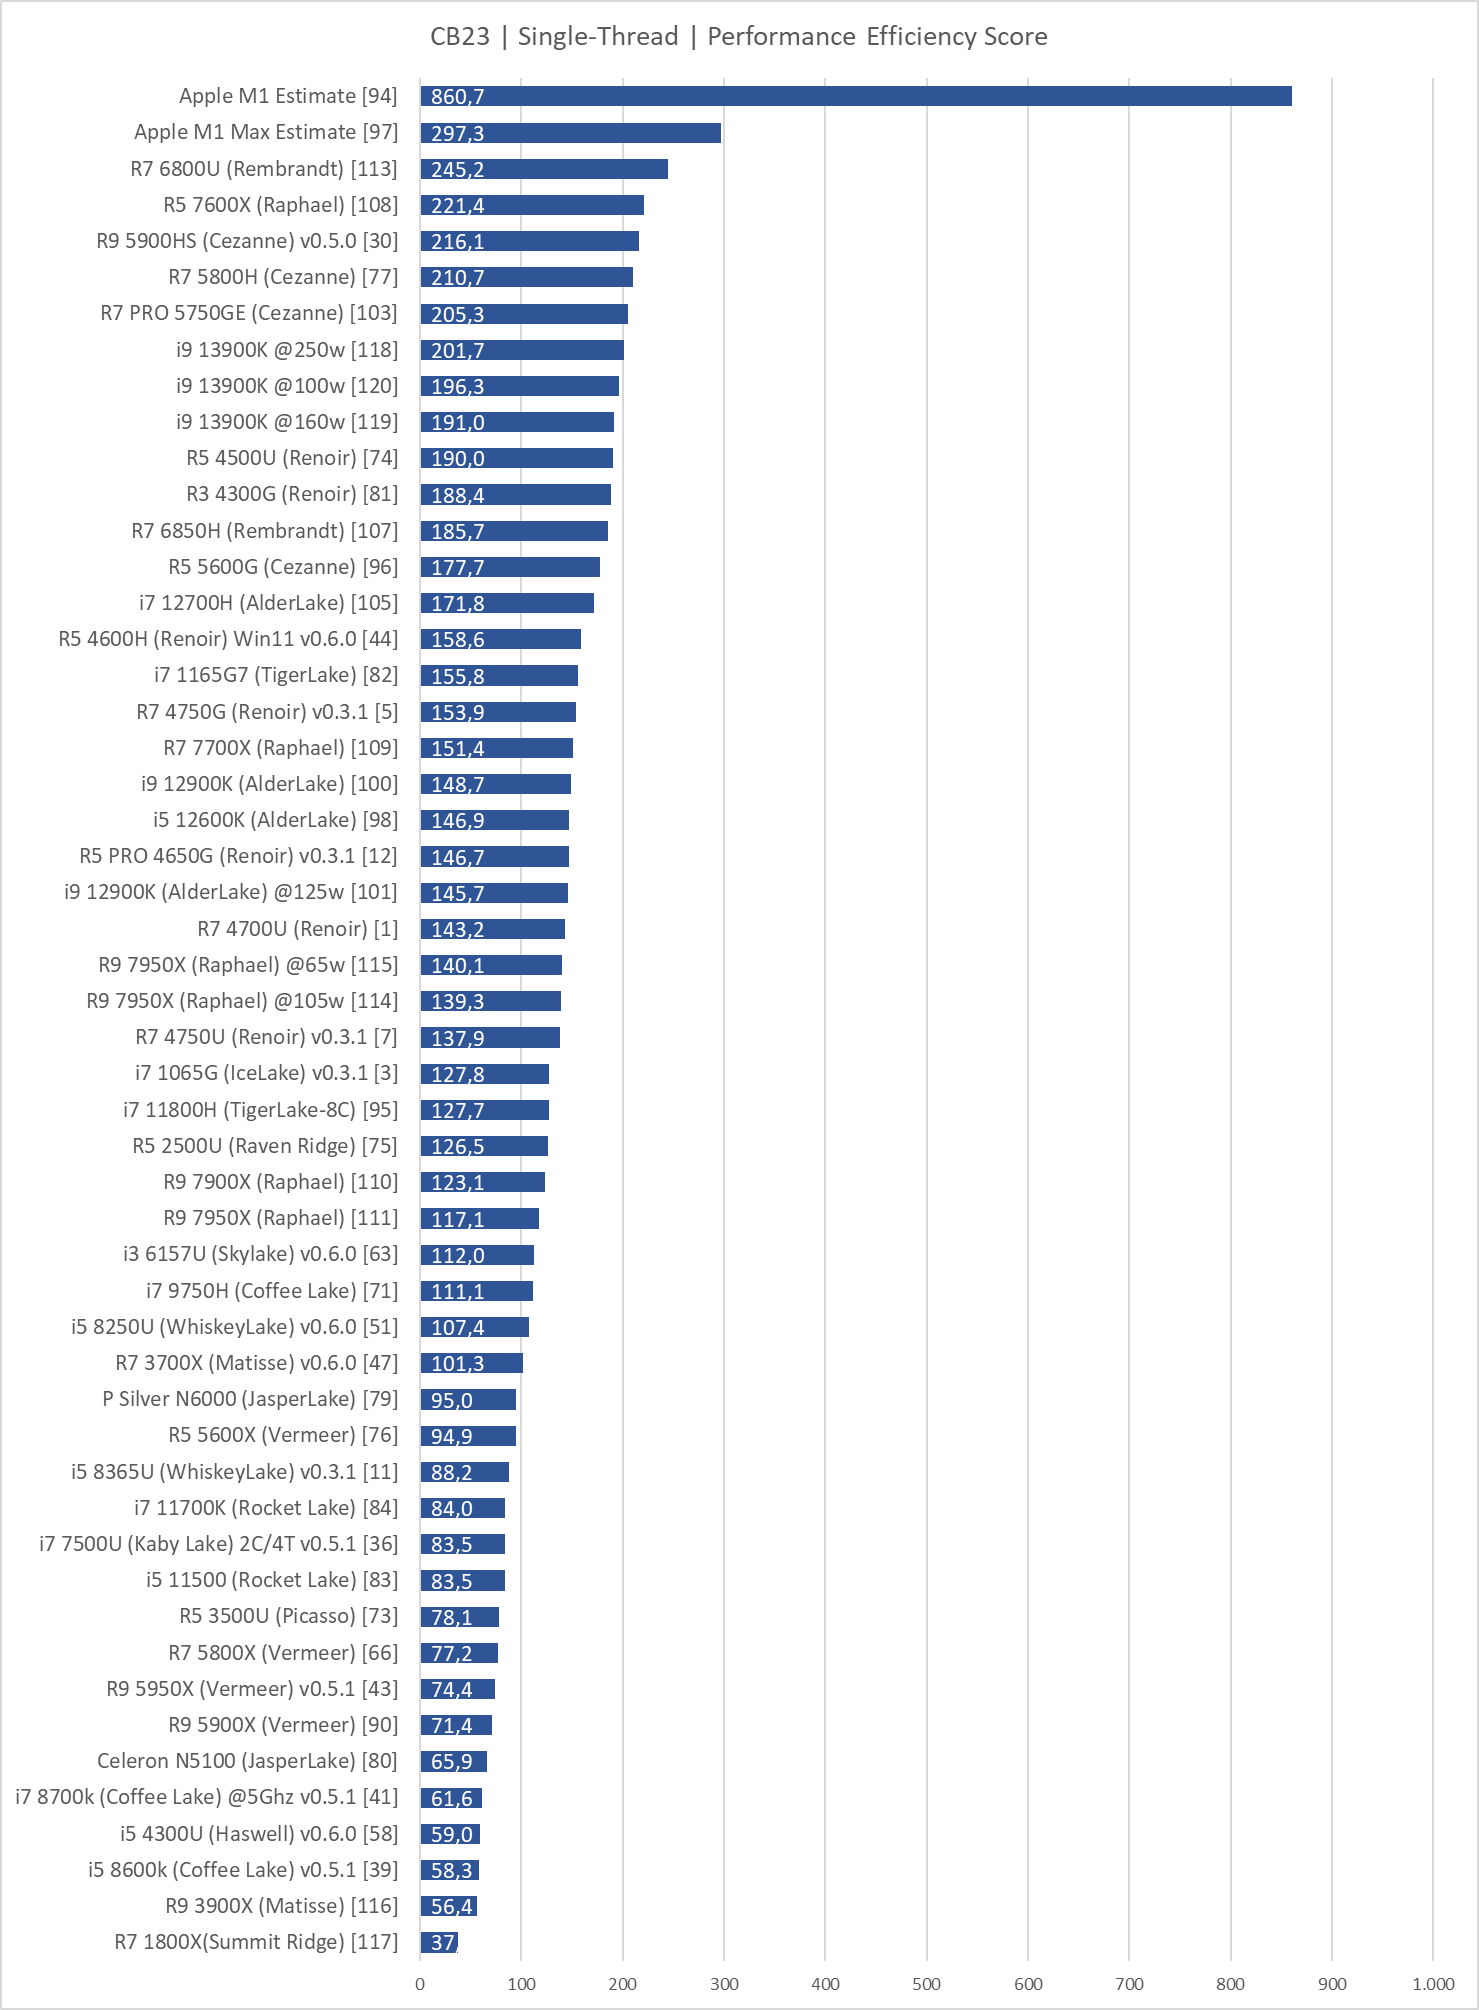 CB23 | Single-Thread | Performance Efficiency Score
Apple M1 Estimate [94] 860,7
Apple M1 Max Estimate [97] 297,3
R7 6800U (Rembrandt) [113] 245,2
R5 7600X (Raphael) [108] 221,4
R9 5900HS (Cezanne) v0.5.0 [30] 216,1
R7 5800H (Cezanne) [77] 210,7
R7 PRO 5750GE (Cezanne) [103] 205,3
i9 13900K @250w [118] 201,7
i9 13900K @100w [120] 196,3
i9 13900K @160w [119] 191,0
R5 4500U (Renoir) [74] 190,0
R3 4300G (Renoir) [81] 188,4
R7 6850H (Rembrandt) [107] 185,7
R5 5600G (Cezanne) [96] 177,7
i7 12700H (AlderLake) [105] 171,8
R5 4600H (Renoir) Win11 v0.6.0 [44] 158,6
i7 1165G7 (TigerLake) [82] 155,8
R7 4750G (Renoir) v0.3.1 [5] 153,9
R7 7700X (Raphael) [109] 151,4
i9 12900K (AlderLake) [100] 148,7
i5 12600K (AlderLake) [98] 146,9
R5 PRO 4650G (Renoir) v0.3.1 [12] 146,7
i9 12900K (AlderLake) @125w [101] 145,7
R7 4700U (Renoir) [1] 143,2
R9 7950X (Raphael) @65w [115] 140,1
R9 7950X (Raphael) @105w [114] 139,3
R7 4750U (Renoir) v0.3.1 [7] 137,9
i7 1065G (IceLake) v0.3.1 [3] 127,8
i7 11800H (TigerLake-8C) [95] 127,7
R5 2500U (Raven Ridge) [75] 126,5
R9 7900X (Raphael) [110] 123,1
R9 7950X (Raphael) [111] 117,1
i3 6157U (Skylake) v0.6.0 [63] 112,0
i7 9750H (Coffee Lake) [71] 111,1
i5 8250U (WhiskeyLake) v0.6.0 [51] 107,4
R7 3700X (Matisse) v0.6.0 [47] 101,3
P Silver N6000 (JasperLake) [79] 95,0
R5 5600X (Vermeer) [76] 94,9
i5 8365U (WhiskeyLake) v0.3.1 [11] 88,2
i7 11700K (Rocket Lake) [84] 84,0
i7 7500U (Kaby Lake) 2C/4T v0.5.1 [36] 83,5
i5 11500 (Rocket Lake) [83] 83,5
R5 3500U (Picasso) [73] 78,1
R7 5800X (Vermeer) [66] 77,2
R9 5950X (Vermeer) v0.5.1 [43] 74,4
R9 5900X (Vermeer) [90] 71,4
Celeron N5100 (JasperLake) [80] 65,9
i7 8700k (Coffee Lake) @5Ghz v0.5.1 [41] 61,6
i5 4300U (Haswell) v0.6.0 [58] 59,0
i5 8600k (Coffee Lake) v0.5.1 [39] 58,3
R9 3900X (Matisse) [116] 56,4
R7 1800X(Summit Ridge) [117] 37,
0 100 200 300 400 500 600 700 800 900 1.000